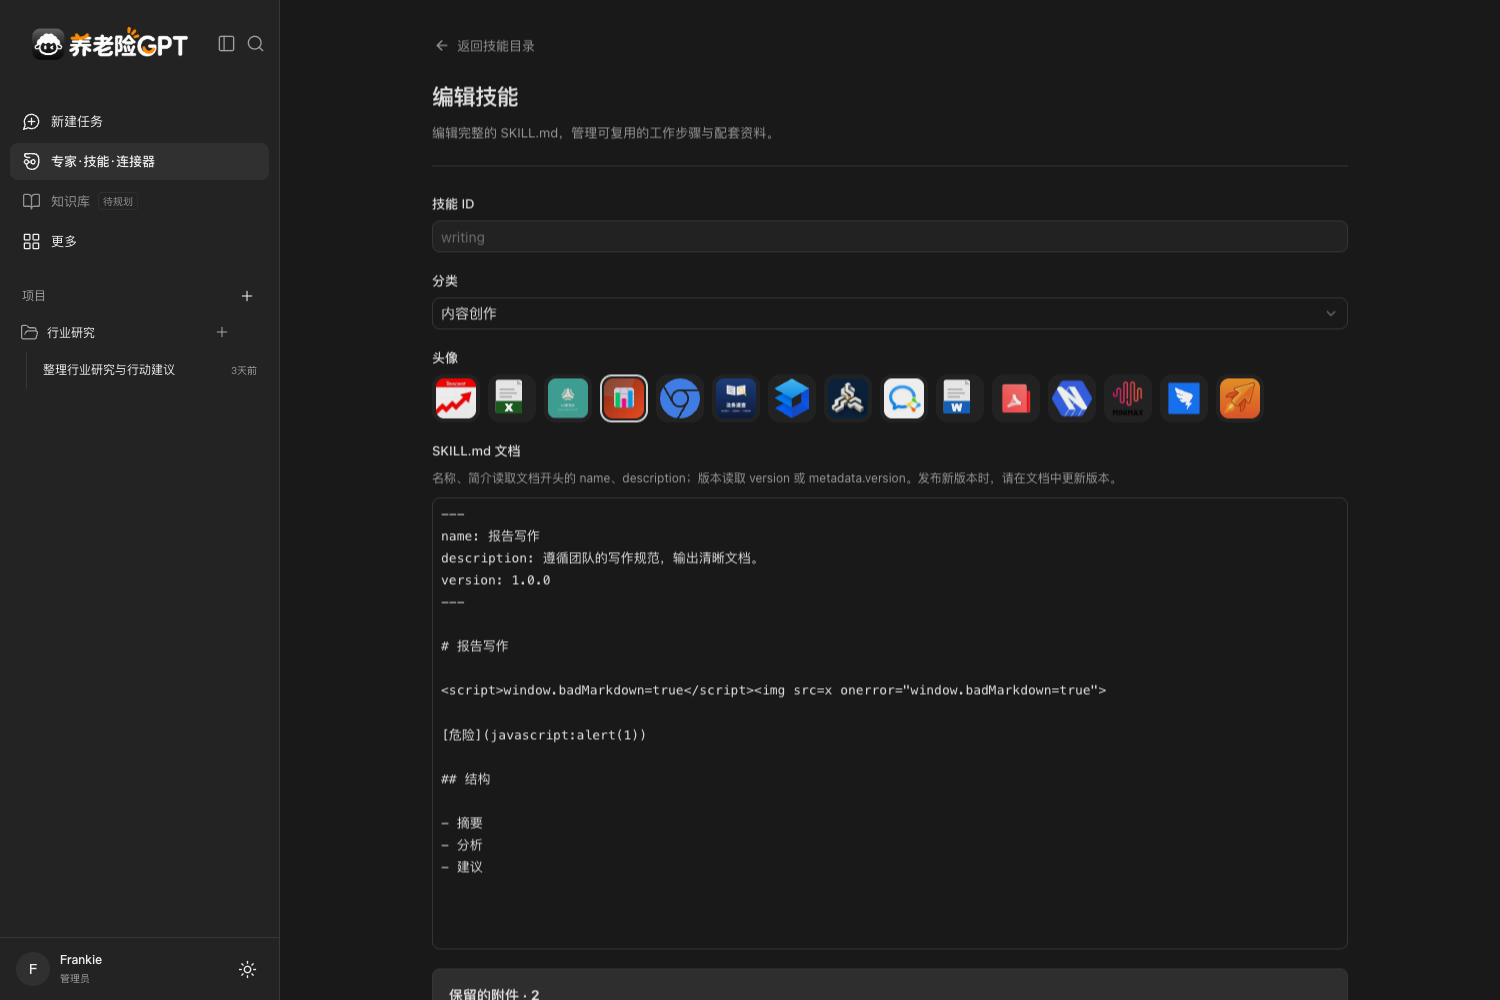 养老险GPT
新建任务
专家·技能·连接器
知识库 待规划
更多
项目
行业研究
整理行业研究与行动建议 3天前
Frankie
F
管理员
返回技能目录
编辑技能
编辑完整的 SKILL.md，管理可复用的工作步骤与配套资料。
技能 ID
writing
分类
内容创作
头像
Tencent
X
W
MINIMAX
SKILL.md 文档
名称、简介读取文档开头的 name、description；版本读取 version 或 metadata.version。发布新版本时，请在文档中更新版本。
---
name: 报告写作
description: 遵循团队的写作规范，输出清晰文档。
version: 1.0.0
---
# 报告写作
<script>window.badMarkdown=true</script><img src=x onerror="window.badMarkdown=true">
[危险](javascript:alert(1))
## 结构
- 摘要
- 分析
- 建议
保留的附件 · 2